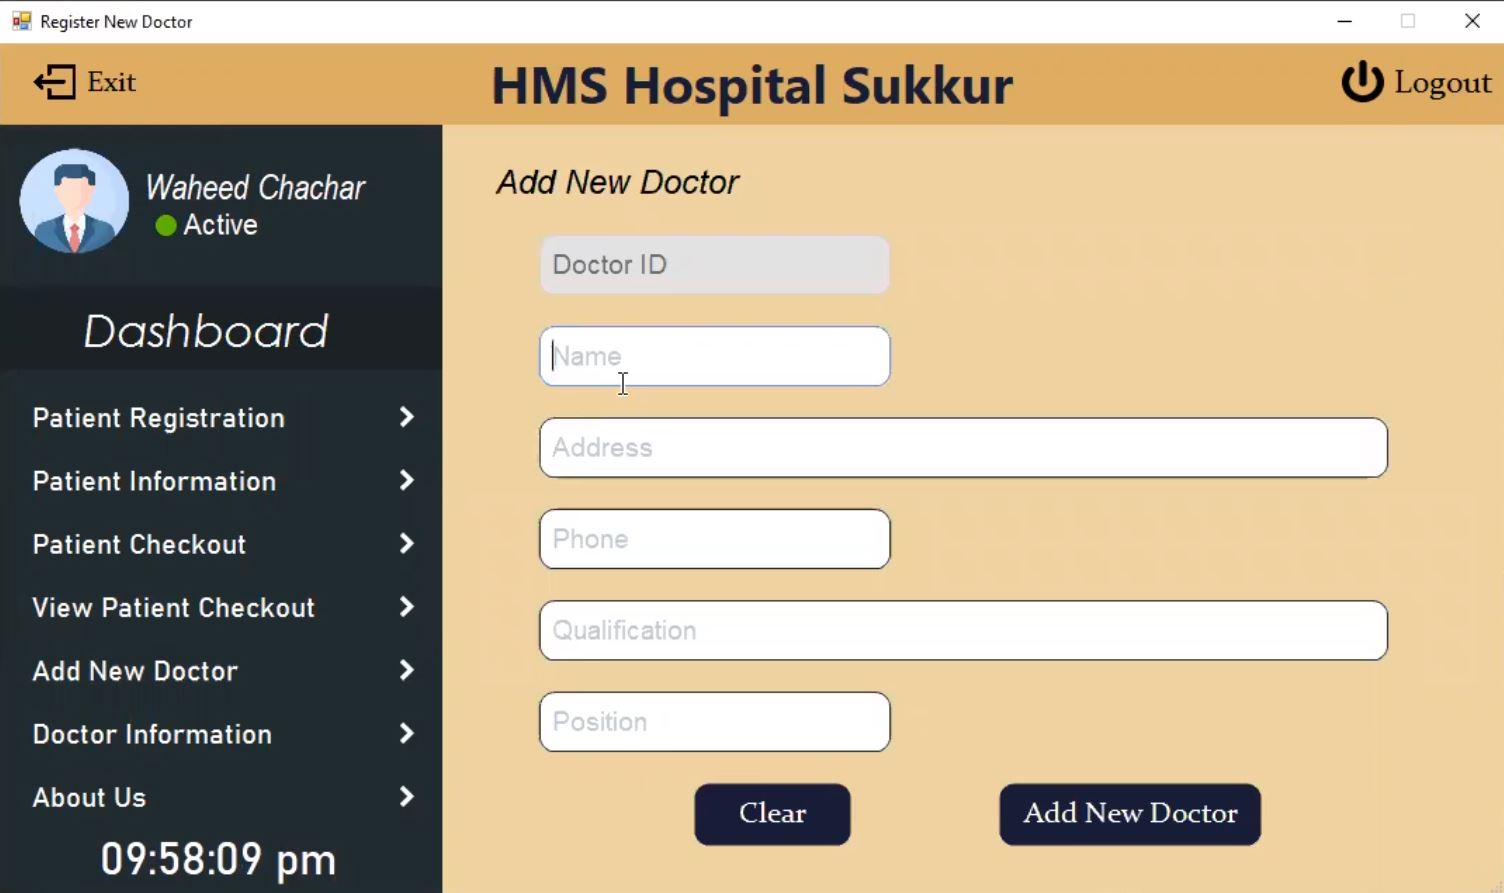 Register New Doctor
Exit
HMS Hospital Sukkur
Logout
Waheed Chachar
Active
Dashboard
Patient Registration
Patient Information
Patient Checkout
View Patient Checkout
Add New Doctor
Doctor Information
About Us
09:58:09 pm
Add New Doctor
Doctor ID
Name
Address
Phone
Qualification
Position
Clear
Add New Doctor